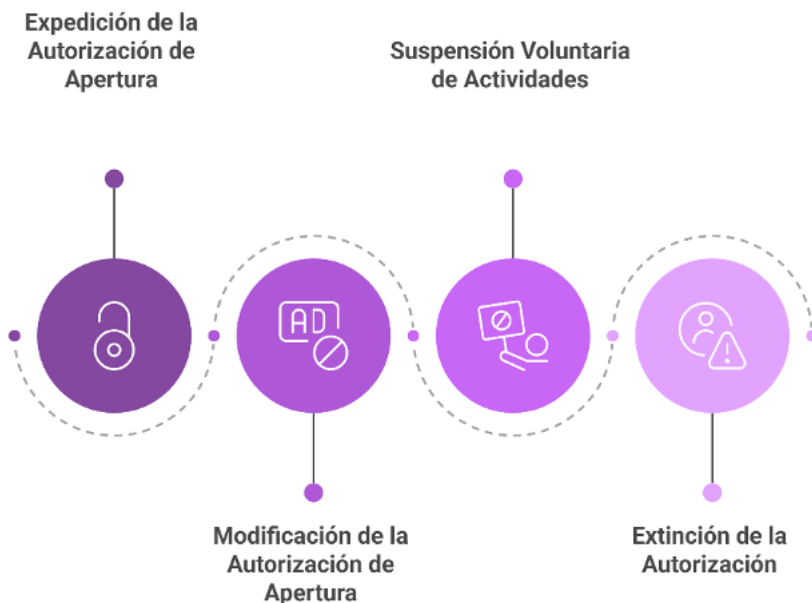 Expedición de la
Autorización de
Apertura
Suspensión Voluntaria
de Actividades
AD
Modificación de la
Autorización de
Apertura
Extinción de la
Autorización